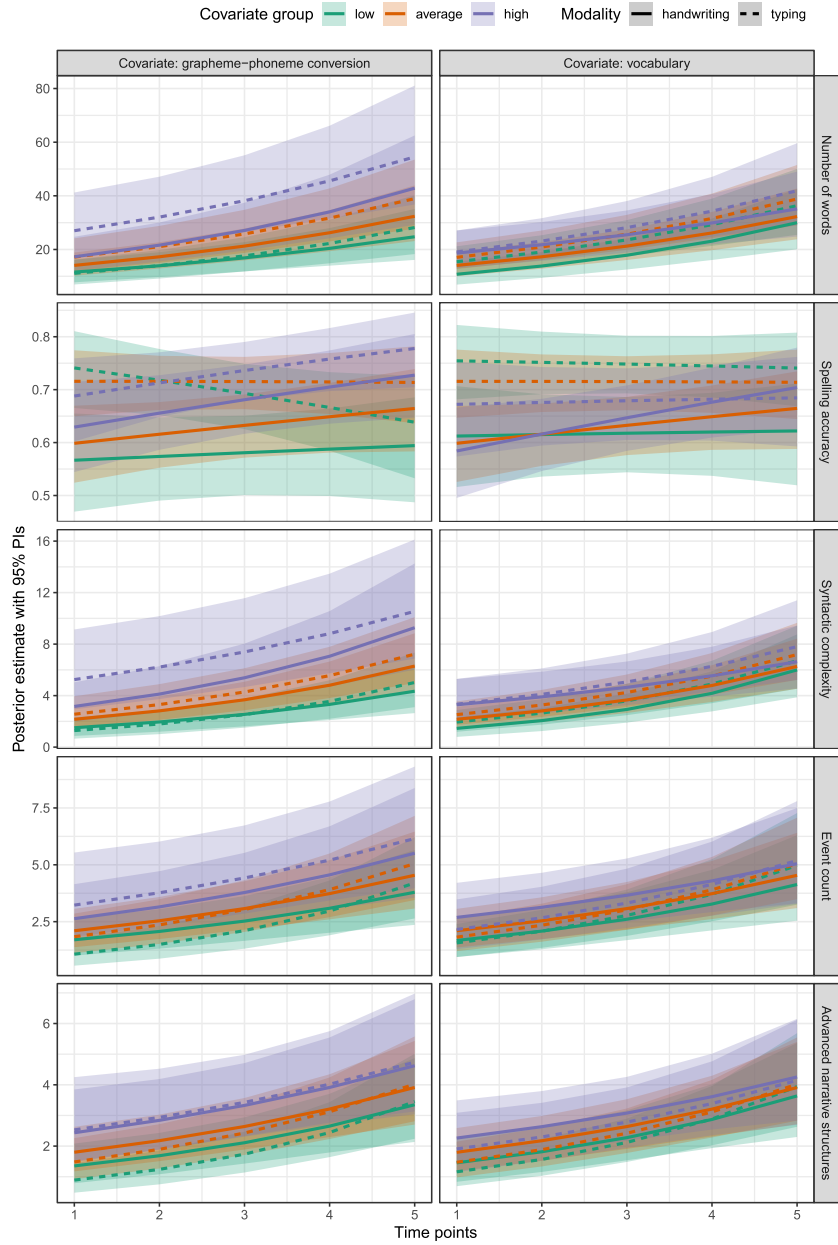 Covariate group low average high Modality handwriting typing
Covariate: grapheme−phoneme conversion Covariate: vocabulary
Posterior estimate with 95% PIs
80
60
40
20
Number of words
0.8
0.7
0.6
0.5
Spelling accuracy
16
12
8
4
0
Syntactic complexity
7.5
5.0
2.5
Event count
6
4
2
Advanced narrative structures
1 2 3 4 5 1 2 3 4 5
Time points